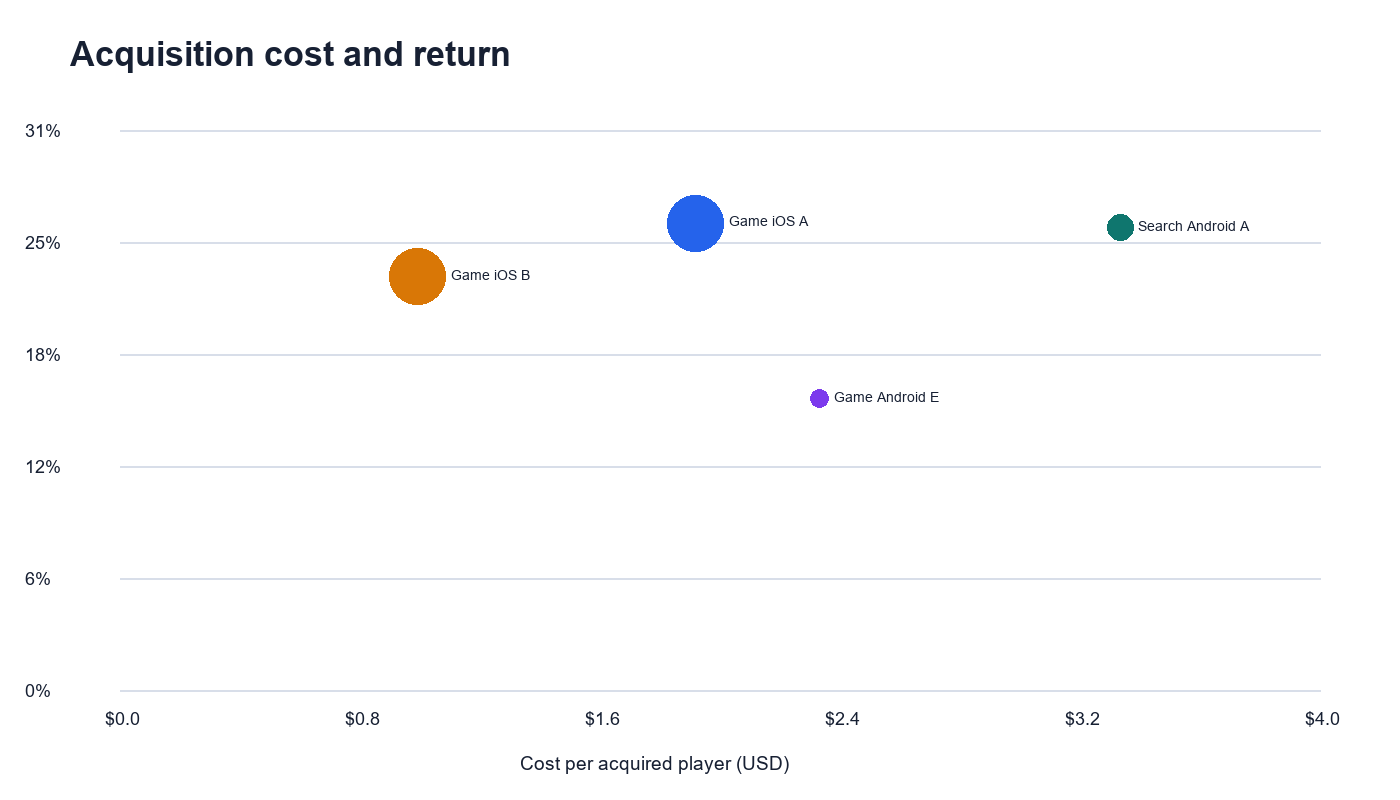 Acquisition cost and return
31%
Game iOS A
Search Android A
25%
Game iOS B
18%
Game Android E
12%
6%
0%
$0.0 $0.8 $1.6 $2.4 $3.2 $4.0
Cost per acquired player (USD)